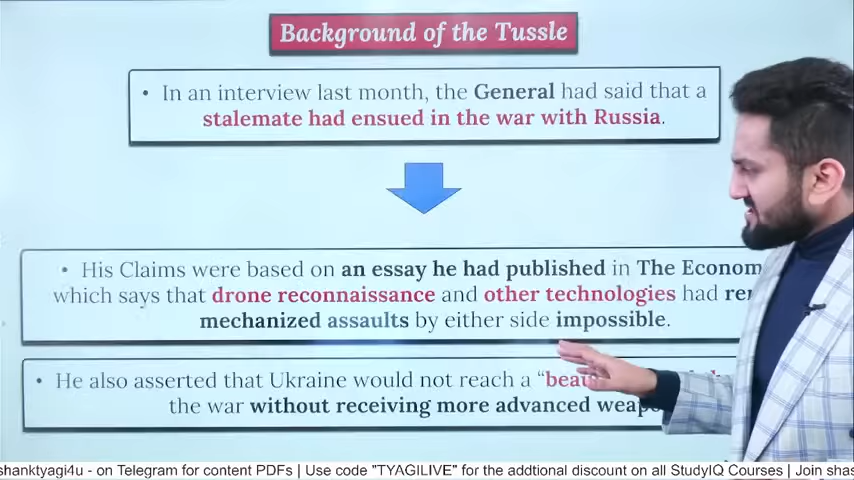 Background of the Tussle
• In an interview last month, the General had said that a
stalemate had ensued in the war with Russia.
• His Claims were based on an essay he had published in The
which says that drone reconnaissance and other technologies had
mechanized assaults by either side impossible.
• He also asserted that Ukraine would not reach a “
the war without receiving more advanced
shanktyagi4u - on Telegram for content PDFs | Use code "TYAGILIVE" for the addtional discount on all StudyIQ Courses | Join shas